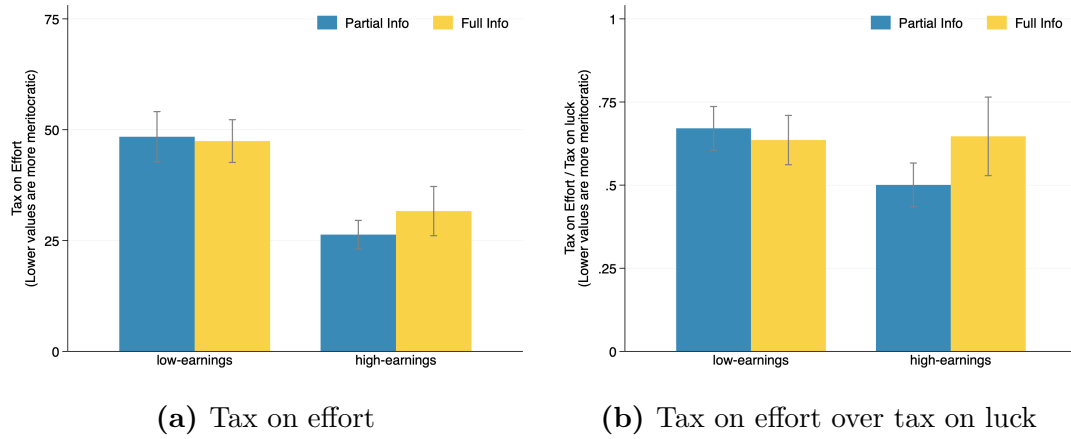 Tax on Effort
(Lower values are more meritocratic)
75
50
25
0
Partial Info
Full Info
low-earnings
high-earnings
(a) Tax on effort
Tax on Effort / Tax on luck
(Lower values are more meritocratic)
1
.75
.5
.25
0
Partial Info
Full Info
low-earnings
high-earnings
(b) Tax on effort over tax on luck